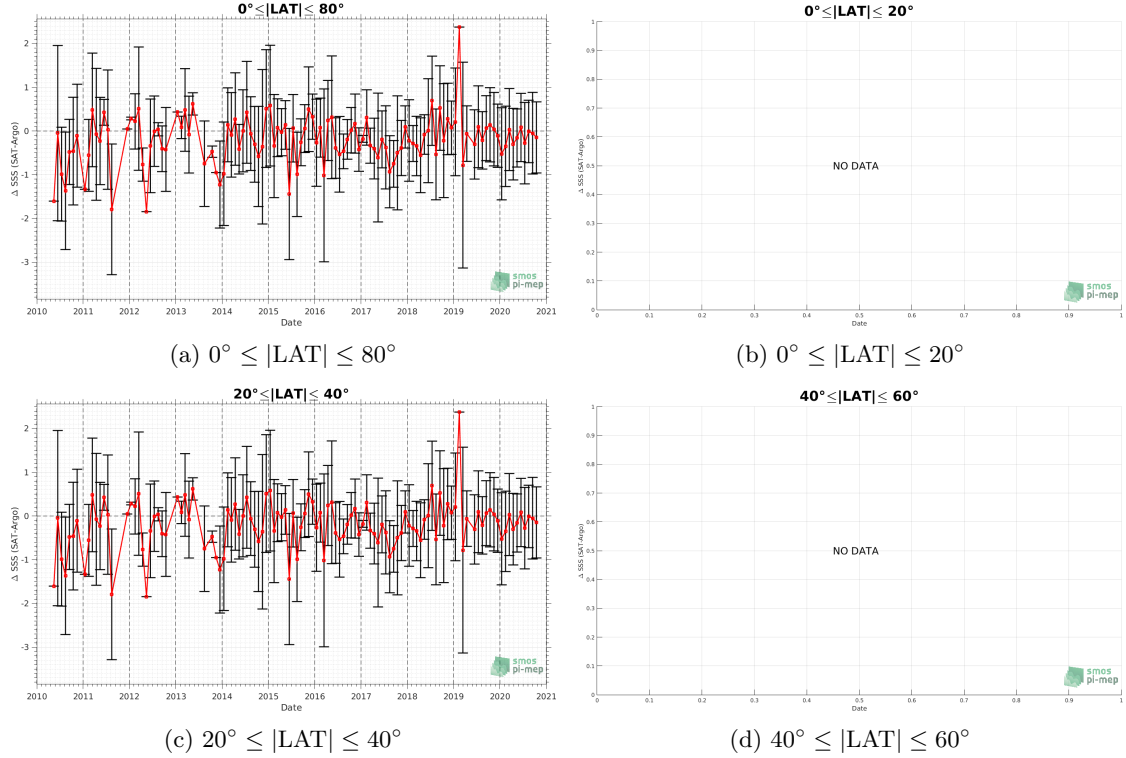 0°≤|LAT|≤ 80°
2
1
0
-1
-2
-3
Δ SSS (SAT-Argo)
smos
pi-mep
2010 2011 2012 2013 2014 2015 2016 2017 2018 2019 2020 2021
Date
(a) 0° ≤ |LAT| ≤ 80°
0°≤|LAT|≤ 20°
1
0.9
0.8
0.7
0.6
0.5
0.4
0.3
0.2
0.1
0
Δ SSS (SAT-Argo)
NO DATA
smos
pi-mep
0 0.1 0.2 0.3 0.4 0.5 0.6 0.7 0.8 0.9 1
Date
(b) 0° ≤ |LAT| ≤ 20°
20°≤|LAT|≤ 40°
2
1
0
-1
-2
-3
Δ SSS (SAT-Argo)
smos
pi-mep
2010 2011 2012 2013 2014 2015 2016 2017 2018 2019 2020 2021
Date
(c) 20° ≤ |LAT| ≤ 40°
40°≤|LAT|≤ 60°
1
0.9
0.8
0.7
0.6
0.5
0.4
0.3
0.2
0.1
0
Δ SSS (SAT-Argo)
NO DATA
smos
pi-mep
0 0.1 0.2 0.3 0.4 0.5 0.6 0.7 0.8 0.9 1
Date
(d) 40° ≤ |LAT| ≤ 60°